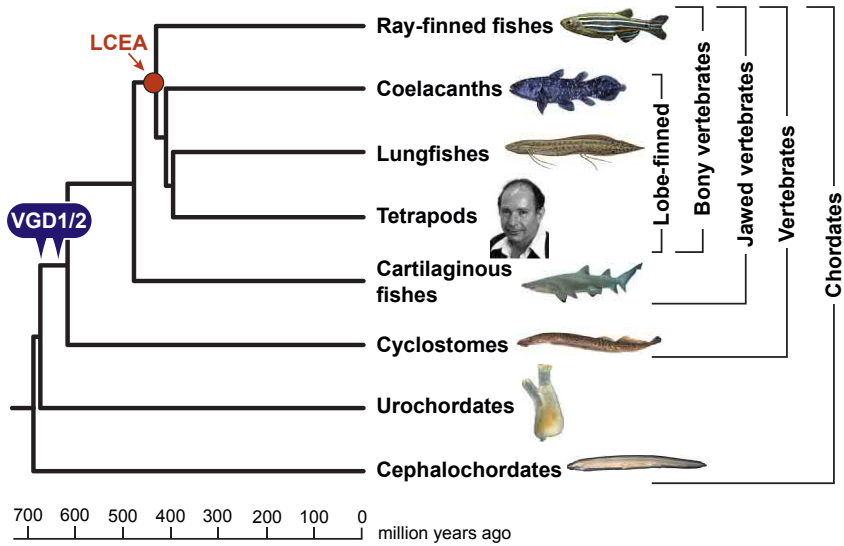 LCEA
Ray-finned fishes
Coelacanths
Lungfishes
VGD1/2
Tetrapods
Cartilaginous
fishes
Cyclostomes
Urochordates
Cephalochordates
Lobe-finned
Bony vertebrates
Jawed vertebrates
Vertebrates
Chordates
700 600 500 400 300 200 100 0
million years ago